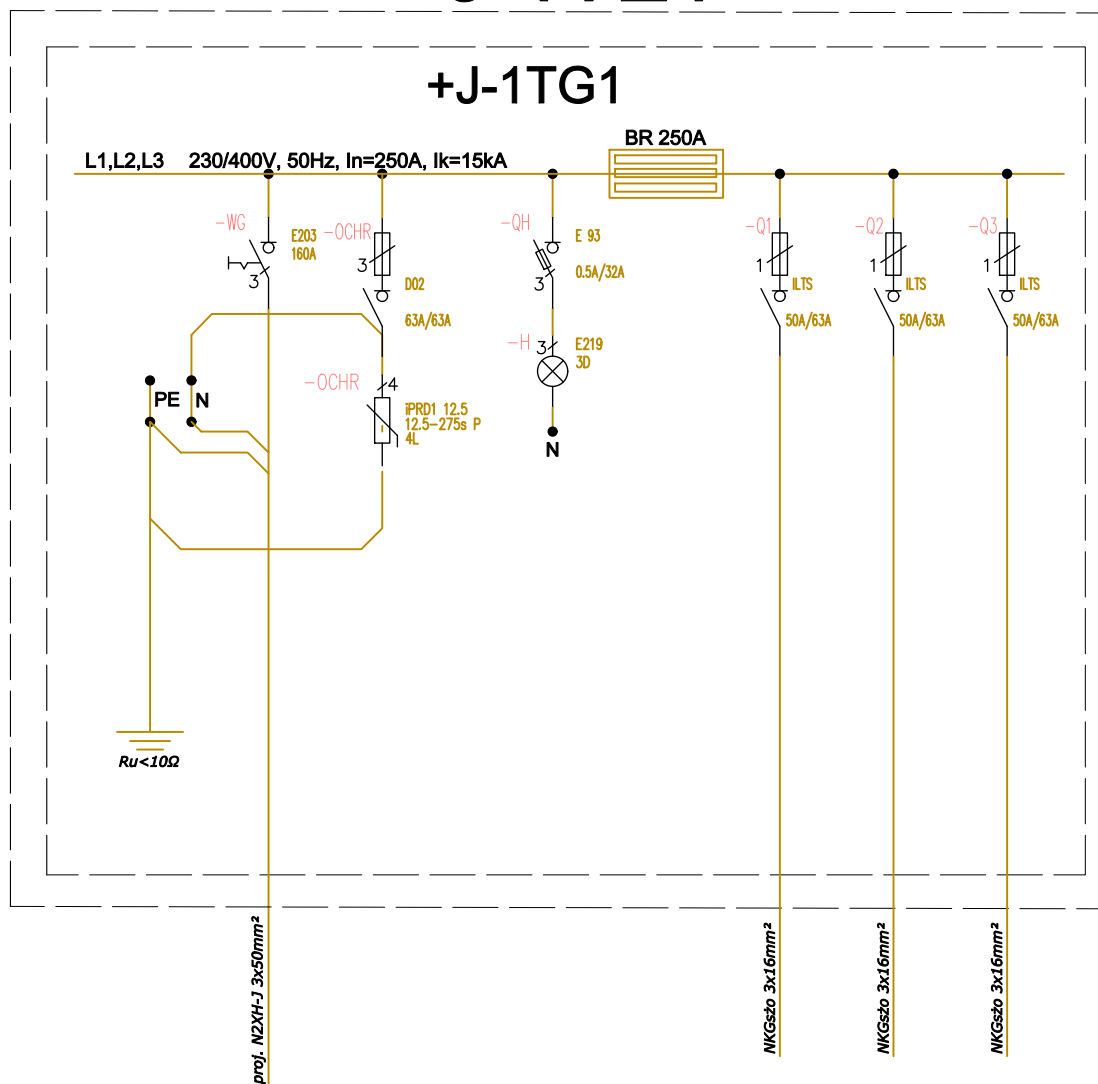 +J-1TG1
BR 250A
L1,L2,L3 230/400V, 50Hz, In=250A, Ik=15kA
-WG
E203
160A
3
-OCHR
3
D02
63A/63A
-QH
E 93
0.5A/32A
3
-Q1
1
ILTS
50A/63A
-Q2
1
ILTS
50A/63A
-Q3
1
ILTS
50A/63A
-H
3
E219
3D
N
-OCHR
4
iPRD1 12.5
12.5-275s P
4L
PE N
Ru<10Ω
proj. N2XH-J 3x50mm²
NKGsżo 3x16mm²
NKGsżo 3x16mm²
NKGsżo 3x16mm²